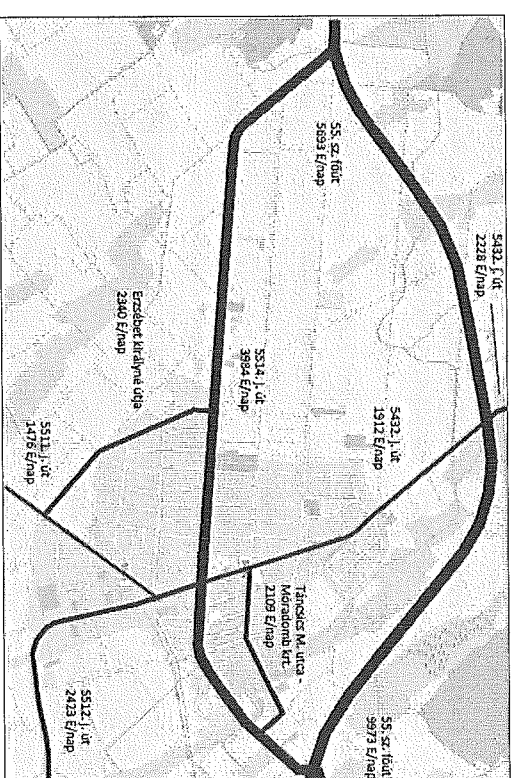 5432. j. út
2228 E/nap
55. sz. főút
5693 E/nap
5432. j. út
1912 E/nap
55. sz. főút
9973 E/nap
5514. j. út
3984 E/nap
Táncsics M. utca -
Móradomb krt.
2109 E/nap
Erzsébet királyné útja
2340 E/nap
5511. j. út
1476 E/nap
5512. j. út
2423 E/nap